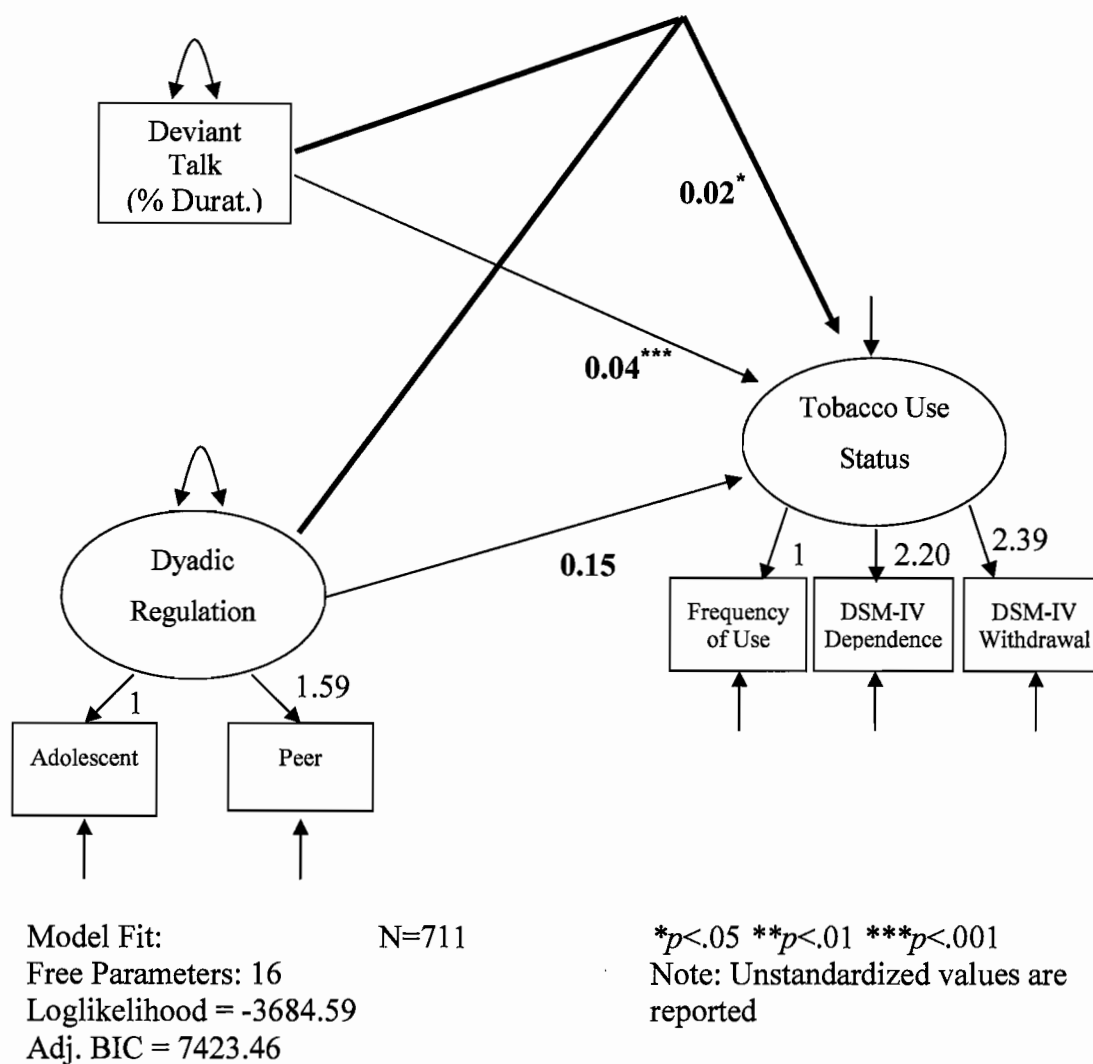 Deviant
Talk
(% Durat.)
0.02*
0.04***
Tobacco Use
Status
Dyadic
Regulation
0.15
1
2.20
2.39
Frequency
of Use
DSM-IV
Dependence
DSM-IV
Withdrawal
1
1.59
Adolescent
Peer
Model Fit: N=711
Free Parameters: 16
Loglikelihood = -3684.59
Adj. BIC = 7423.46
*p<.05 **p<.01 ***p<.001
Note: Unstandardized values are
reported